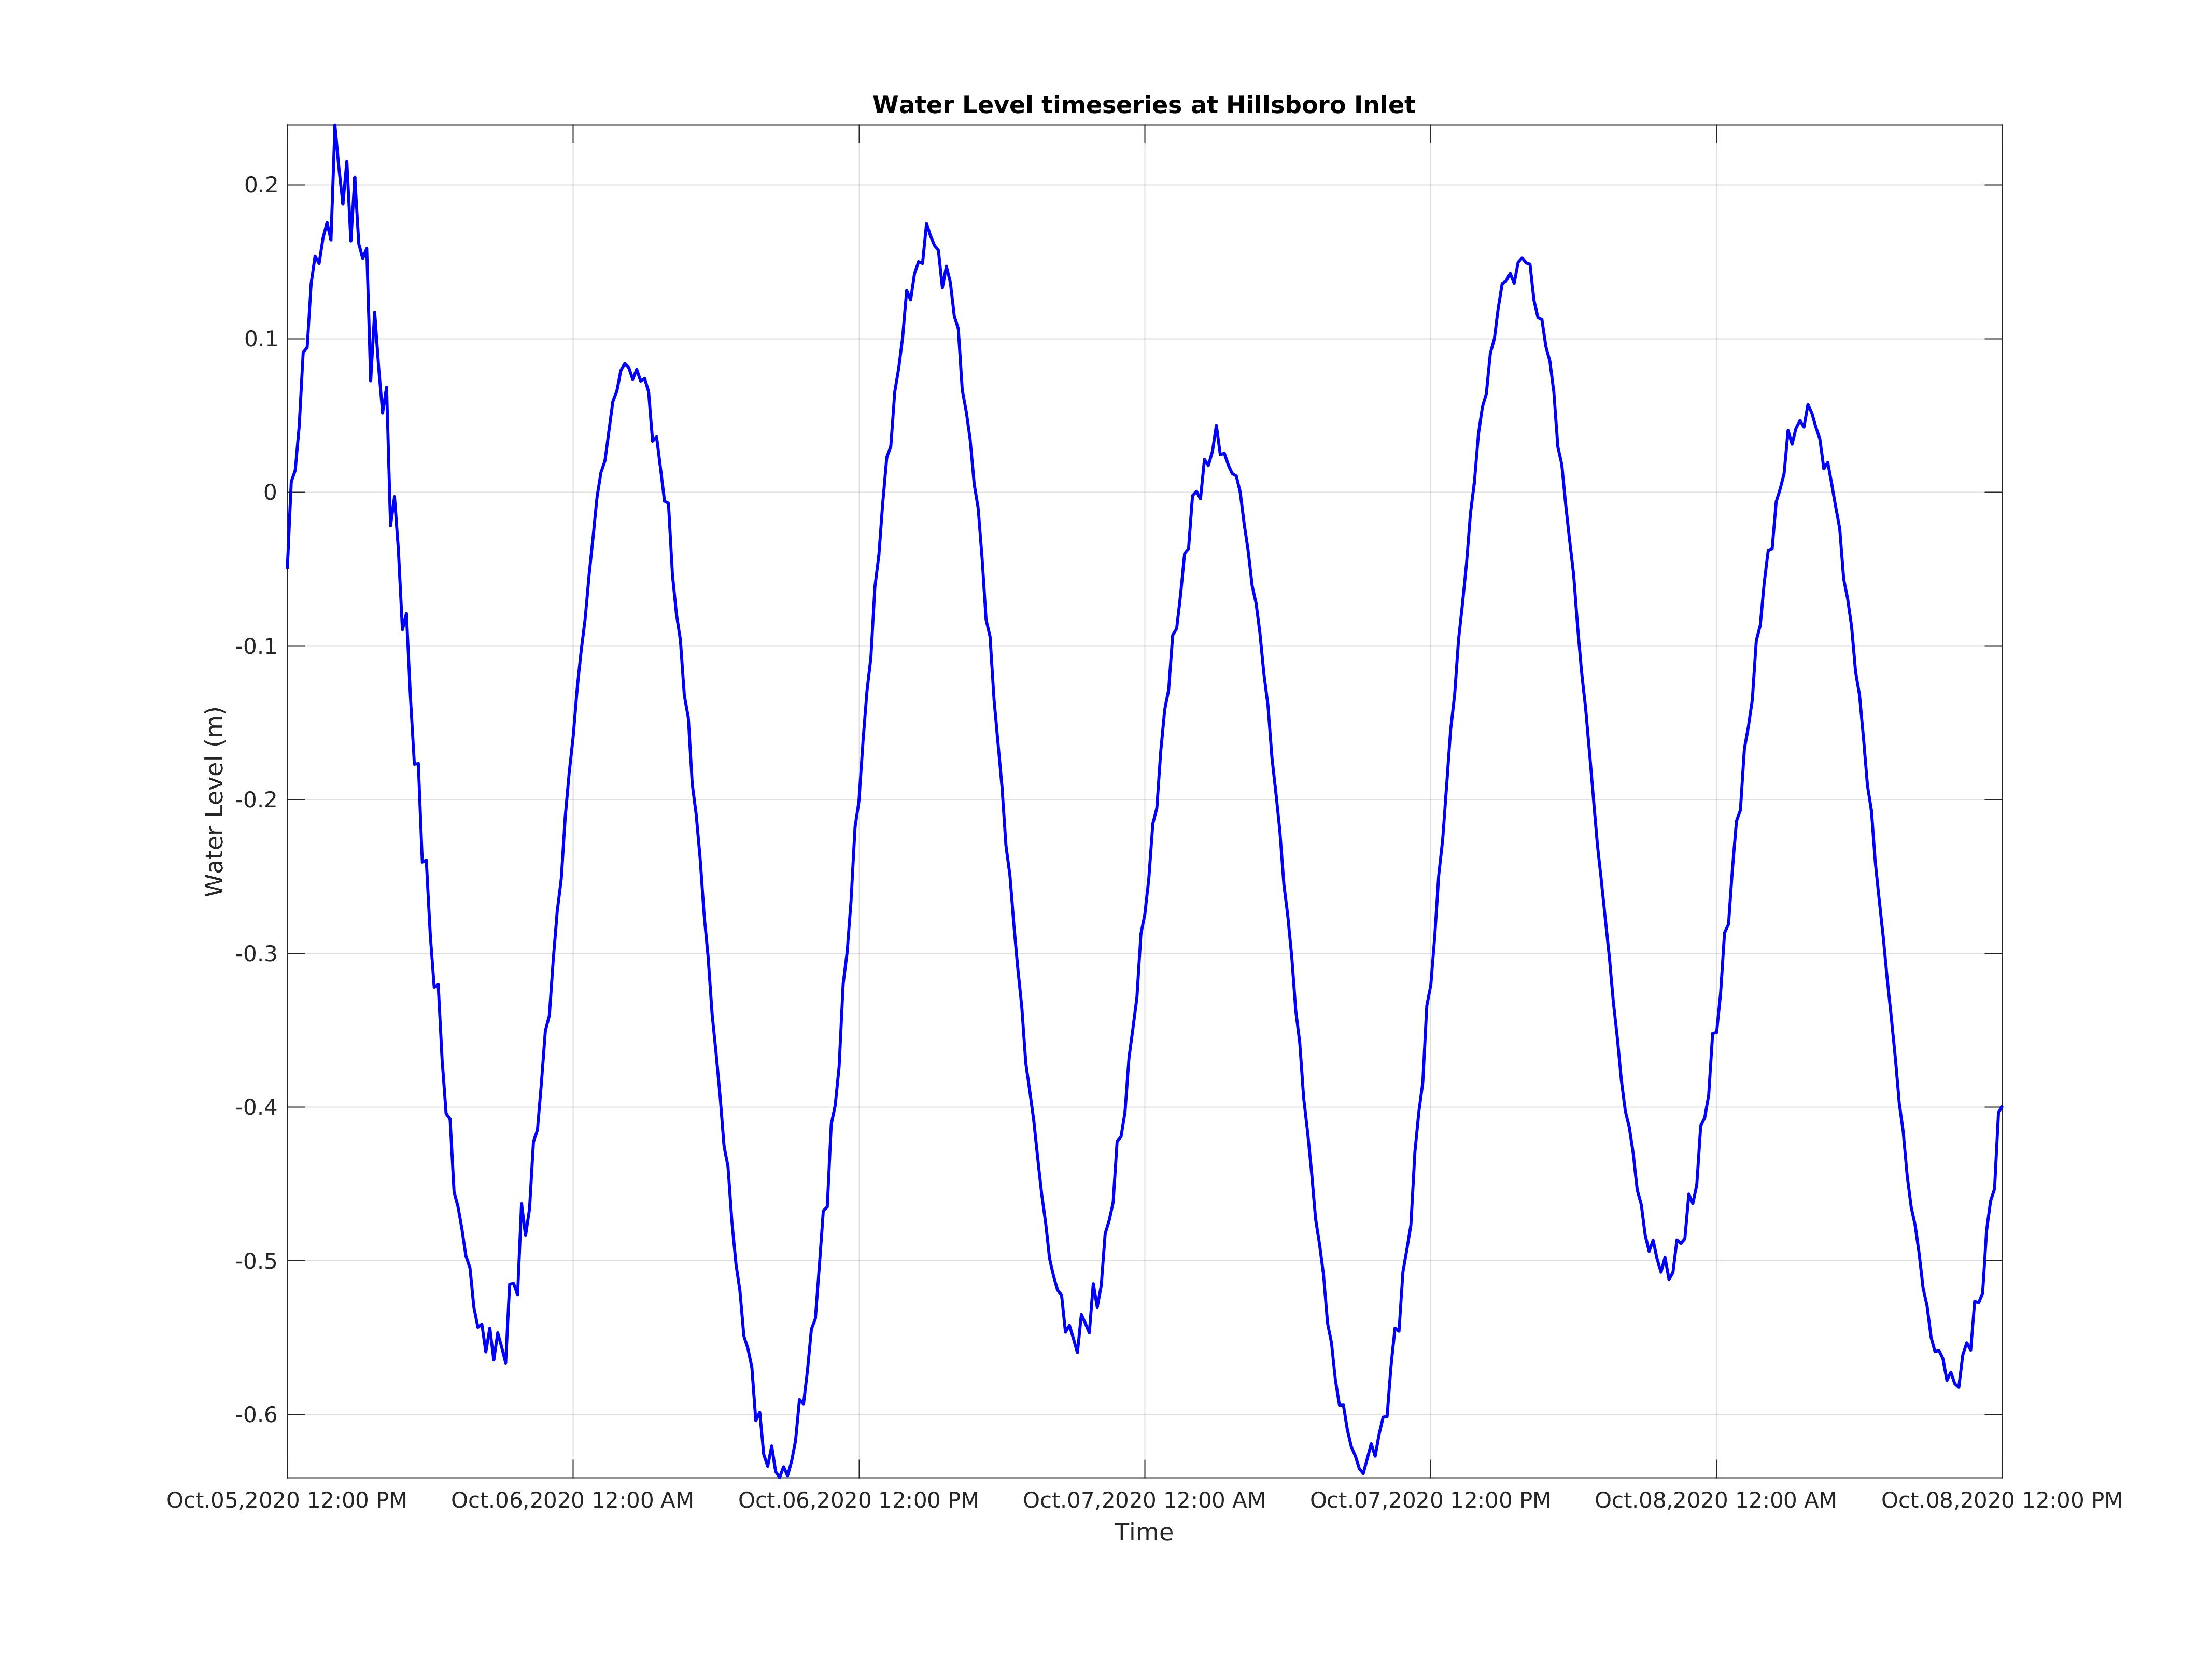 Water Level timeseries at Hillsboro Inlet
0.2
0.1
0
-0.1
-0.2
-0.3
-0.4
-0.5
-0.6
Water Level (m)
Oct.05,2020 12:00 PM Oct.06,2020 12:00 AM Oct.06,2020 12:00 PM Oct.07,2020 12:00 AM Oct.07,2020 12:00 PM Oct.08,2020 12:00 AM Oct.08,2020 12:00 PM
Time